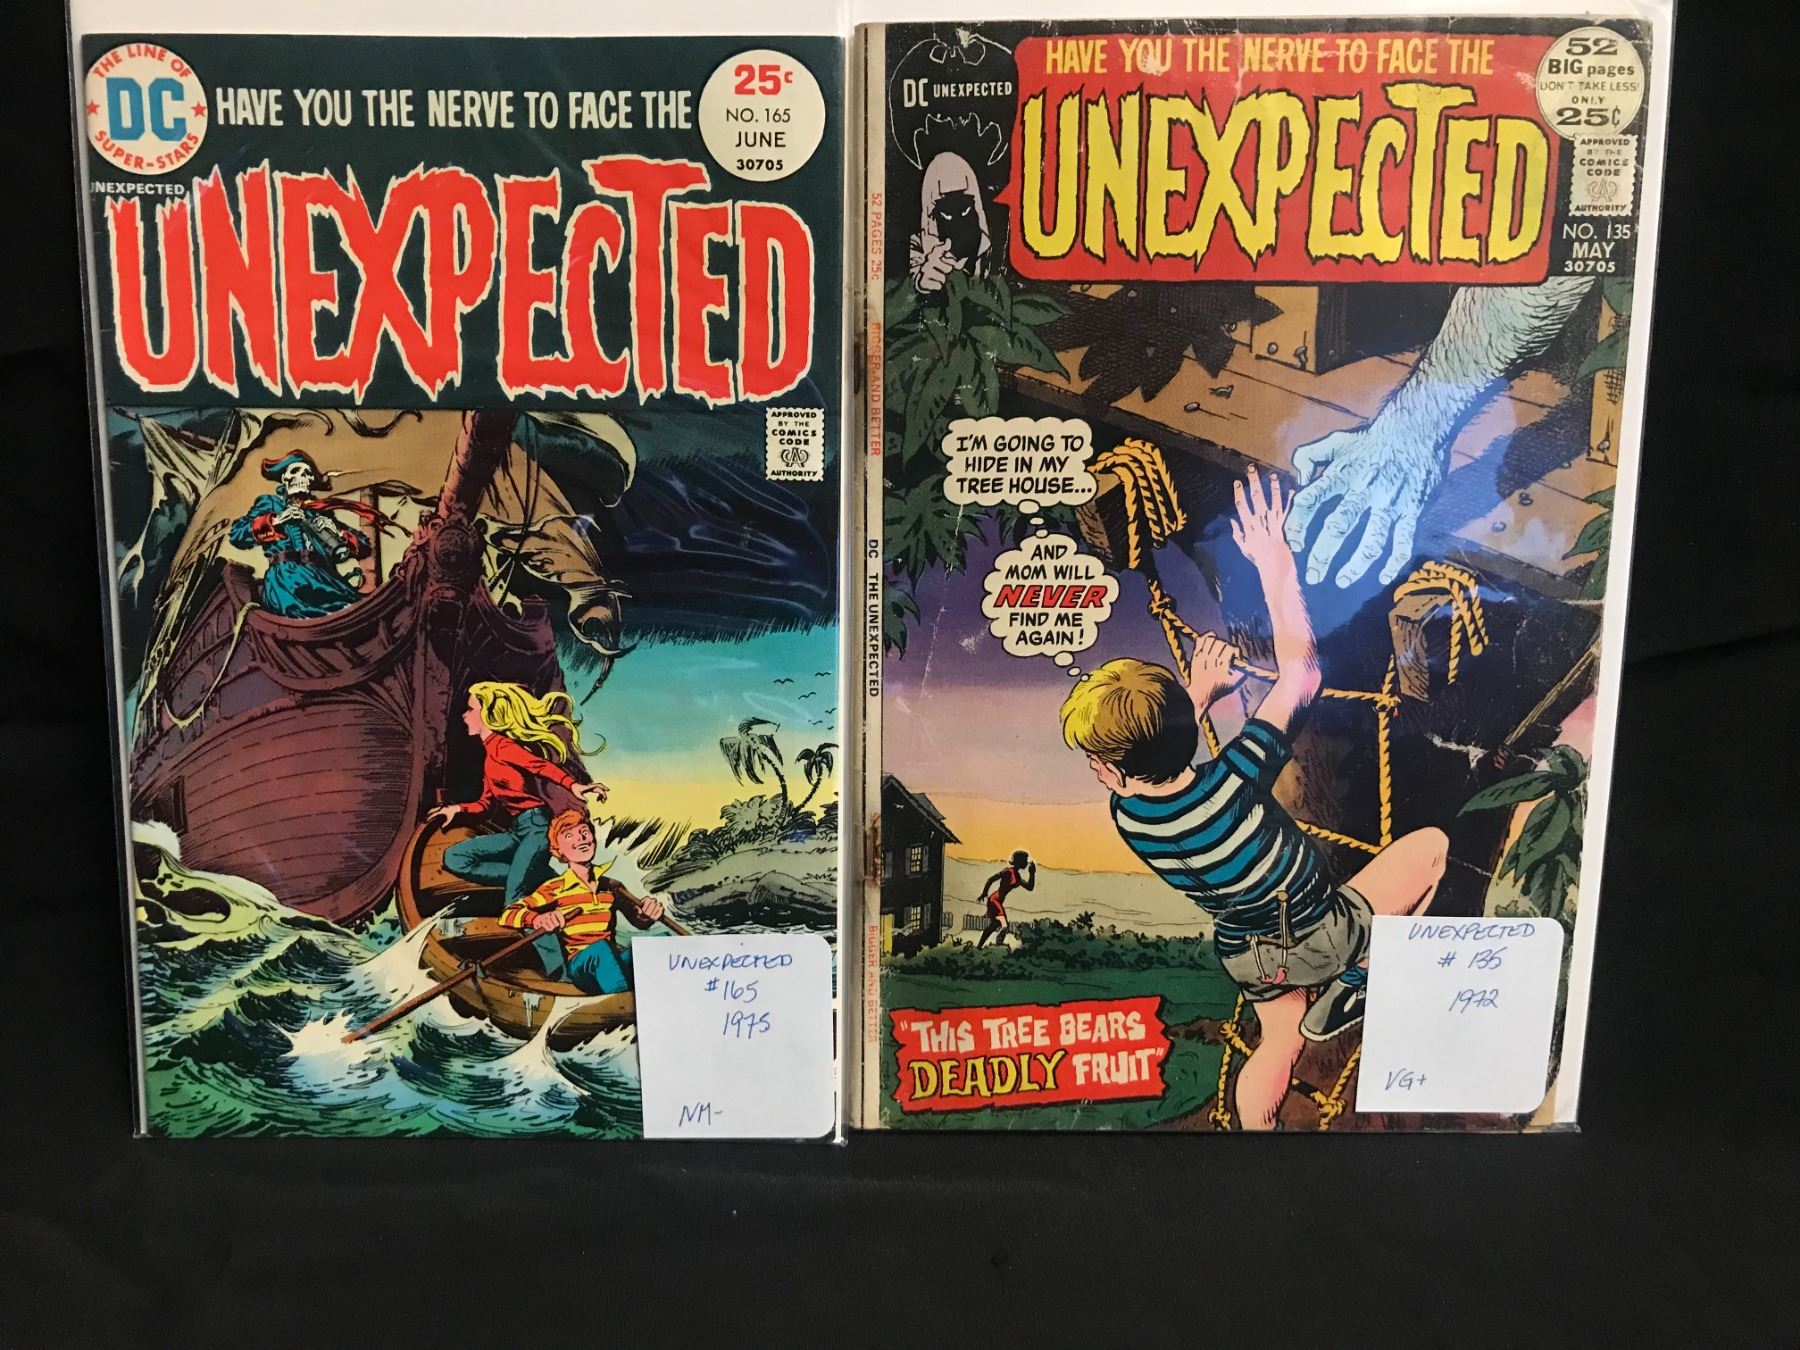 THE LINE OF
DC
SUPER-STARS
HAVE YOU THE NERVE TO FACE THE
25¢
NO. 165
JUNE
30705
UNEXPECTED
UNEXPECTED
APPROVED
BY THE
COMICS
CODE
AUTHORITY
UNEXPECTED
#165
1975
NM-
DC UNEXPECTED
HAVE YOU THE NERVE TO FACE THE
UNEXPECTED
52
BIG pages
DON'T TAKE LESS!
ONLY
25¢
APPROVED
BY THE
COMICS
CODE
AUTHORITY
NO. 135
MAY
30705
52 PAGES 25¢
BIGGER AND BETTER
DC THE UNEXPECTED
BIGGER AND BETTER
I'M GOING TO
HIDE IN MY
TREE HOUSE...
AND
MOM WILL
NEVER
FIND ME
AGAIN!
"THIS TREE BEARS
DEADLY FRUIT"
UNEXPECTED
# 135
1972
VG+